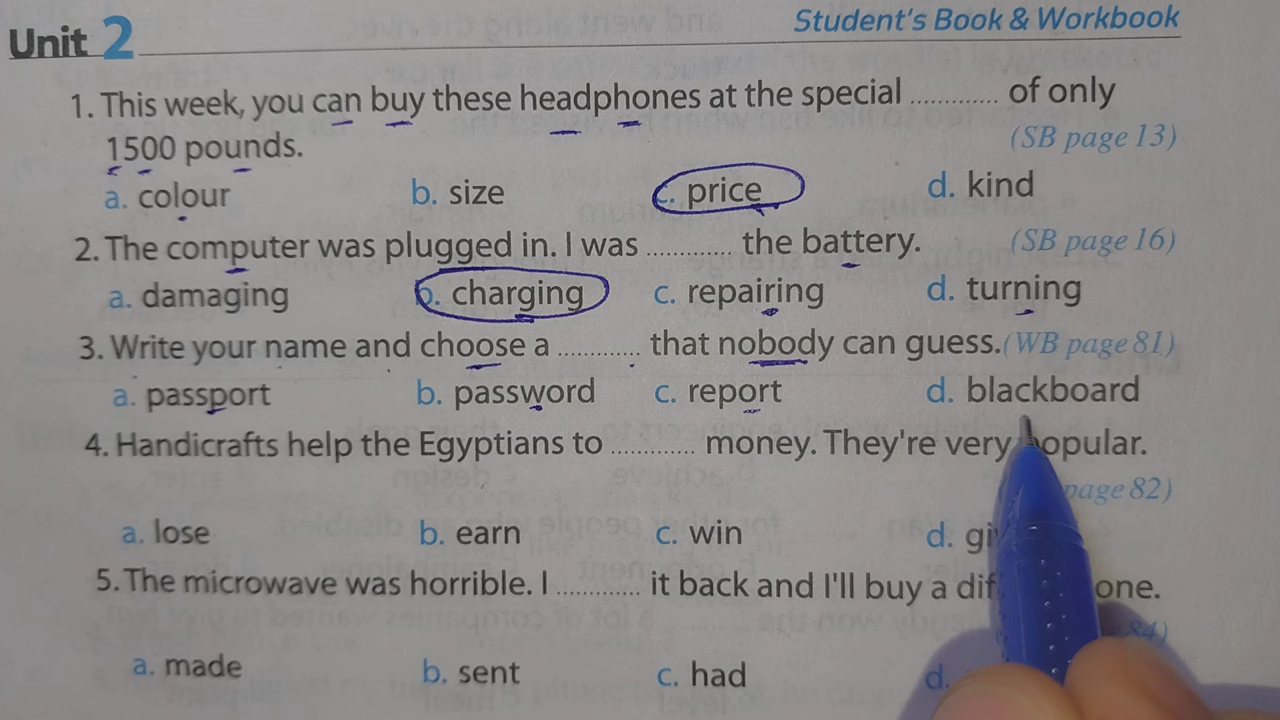 Unit 2
Student's Book & Workbook
1. This week, you can buy these headphones at the special ............ of only
1500 pounds. (SB page 13)
a. colour b. size c. price d. kind
2. The computer was plugged in. I was ............ the battery. (SB page 16)
a. damaging b. charging c. repairing d. turning
3. Write your name and choose a ............ that nobody can guess. (WB page 81)
a. passport b. password c. report d. blackboard
4. Handicrafts help the Egyptians to ............ money. They're very popular.
page 82)
a. lose b. earn c. win d.
5. The microwave was horrible. I ............ it back and I'll buy a one.
84)
a. made b. sent c. had d.